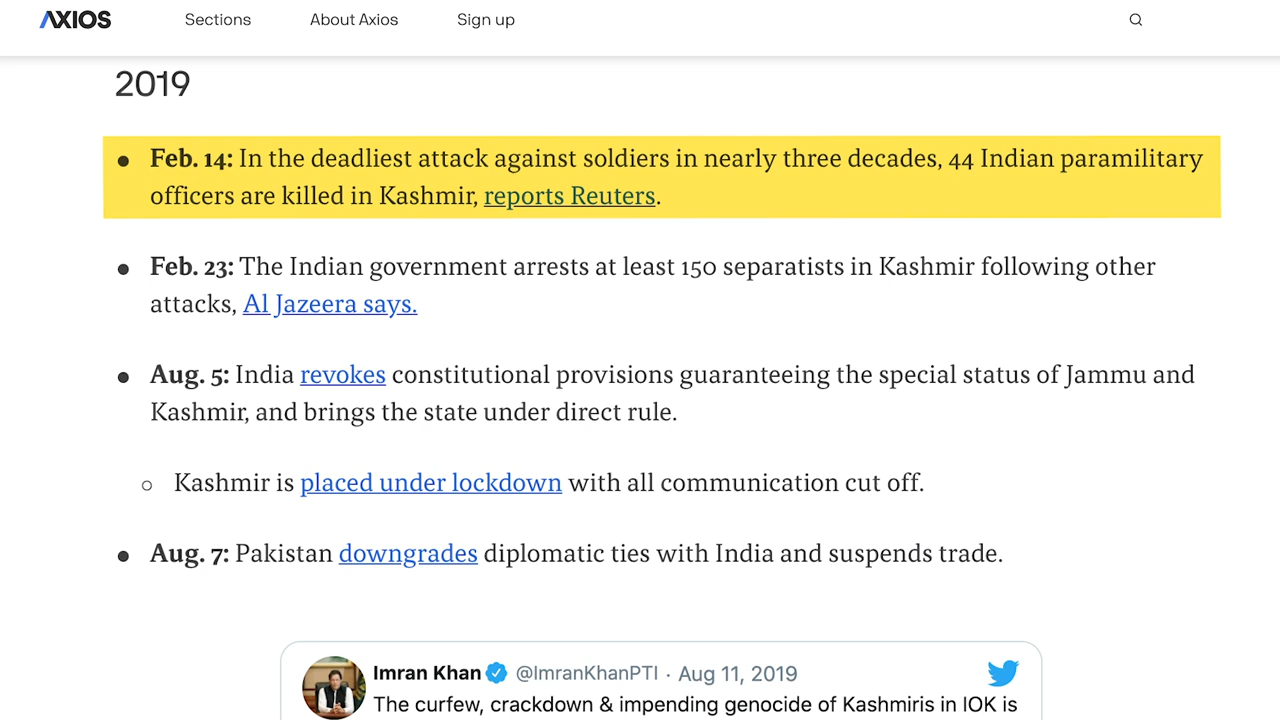 AXIOS Sections About Axios Sign up
2019
• Feb. 14: In the deadliest attack against soldiers in nearly three decades, 44 Indian paramilitary
officers are killed in Kashmir, reports Reuters.
• Feb. 23: The Indian government arrests at least 150 separatists in Kashmir following other
attacks, Al Jazeera says.
• Aug. 5: India revokes constitutional provisions guaranteeing the special status of Jammu and
Kashmir, and brings the state under direct rule.
○ Kashmir is placed under lockdown with all communication cut off.
• Aug. 7: Pakistan downgrades diplomatic ties with India and suspends trade.
Imran Khan @ImranKhanPTI · Aug 11, 2019
The curfew, crackdown & impending genocide of Kashmiris in IOK is